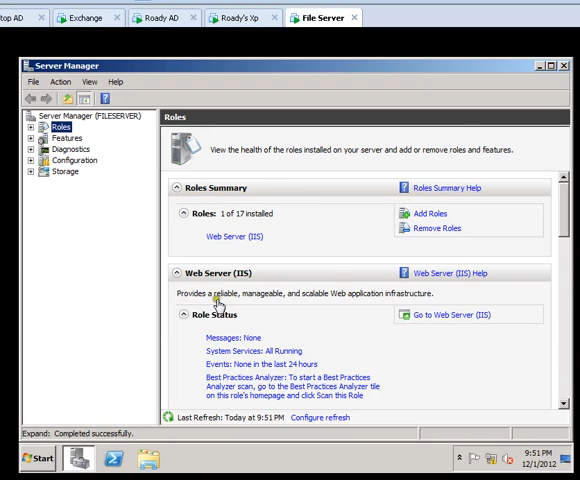 top AD
Exchange
Roady AD
Roady's Xp
File Server
Server Manager
File Action View Help
Server Manager (FILESERVER)
Roles
Features
Diagnostics
Configuration
Storage
Roles
View the health of the roles installed on your server and add or remove roles and features.
Roles Summary
Roles Summary Help
Roles: 1 of 17 installed
Add Roles
Web Server (IIS)
Remove Roles
Web Server (IIS)
Web Server (IIS) Help
Provides a reliable, manageable, and scalable Web application infrastructure.
Role Status
Go to Web Server (IIS)
Messages: None
System Services: All Running
Events: None in the last 24 hours
Best Practices Analyzer: To start a Best Practices
Analyzer scan, go to the Best Practices Analyzer tile
on this role's homepage and click Scan this Role
Last Refresh: Today at 9:51 PM Configure refresh
Expand: Completed successfully.
Start
9:51 PM
12/1/2012